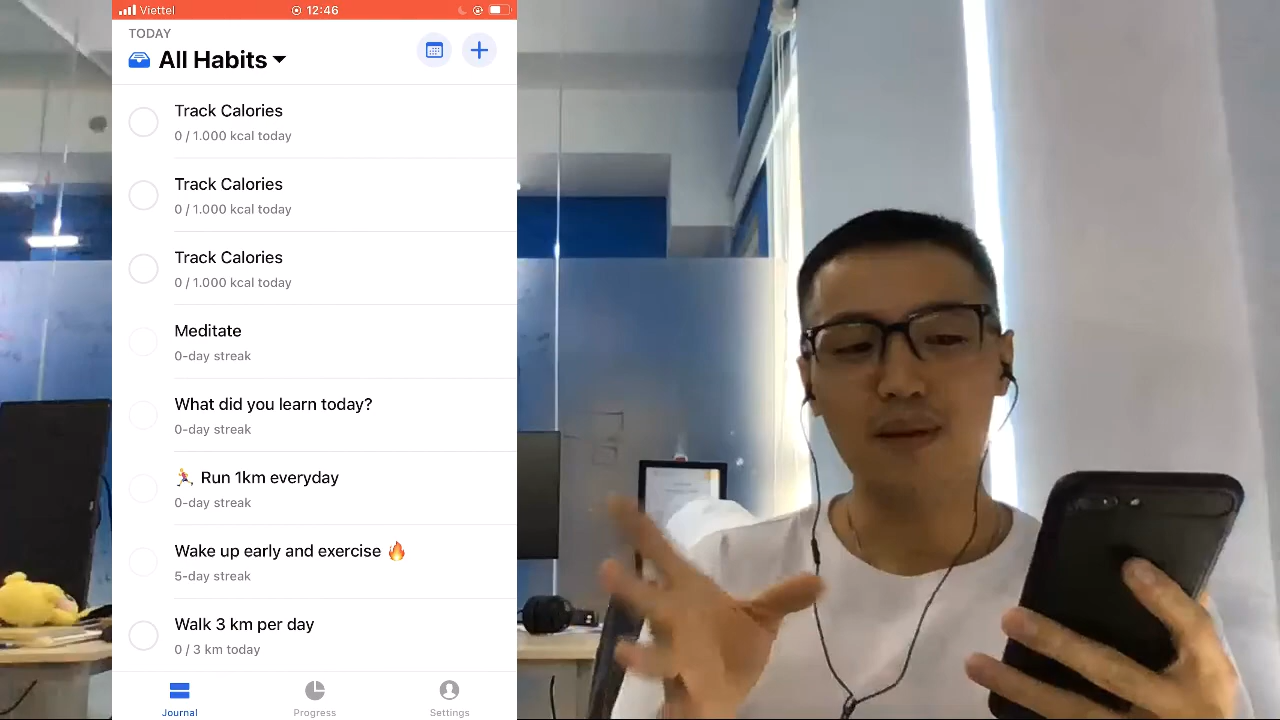 Viettel 12:46
TODAY
All Habits
Track Calories
0 / 1.000 kcal today
Track Calories
0 / 1.000 kcal today
Track Calories
0 / 1.000 kcal today
Meditate
0-day streak
What did you learn today?
0-day streak
🏃 Run 1km everyday
0-day streak
Wake up early and exercise 🔥
5-day streak
Walk 3 km per day
0 / 3 km today
Journal Progress Settings